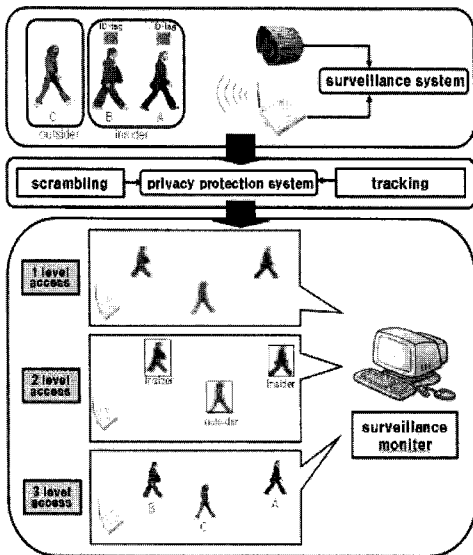 ID-tag ID-tag
C B A
outsider insider
surveillance system
scrambling privacy protection system tracking
1 level
access
2 level
access
insider insider
outsider
3 level
access
B C A
surveillance
moniter